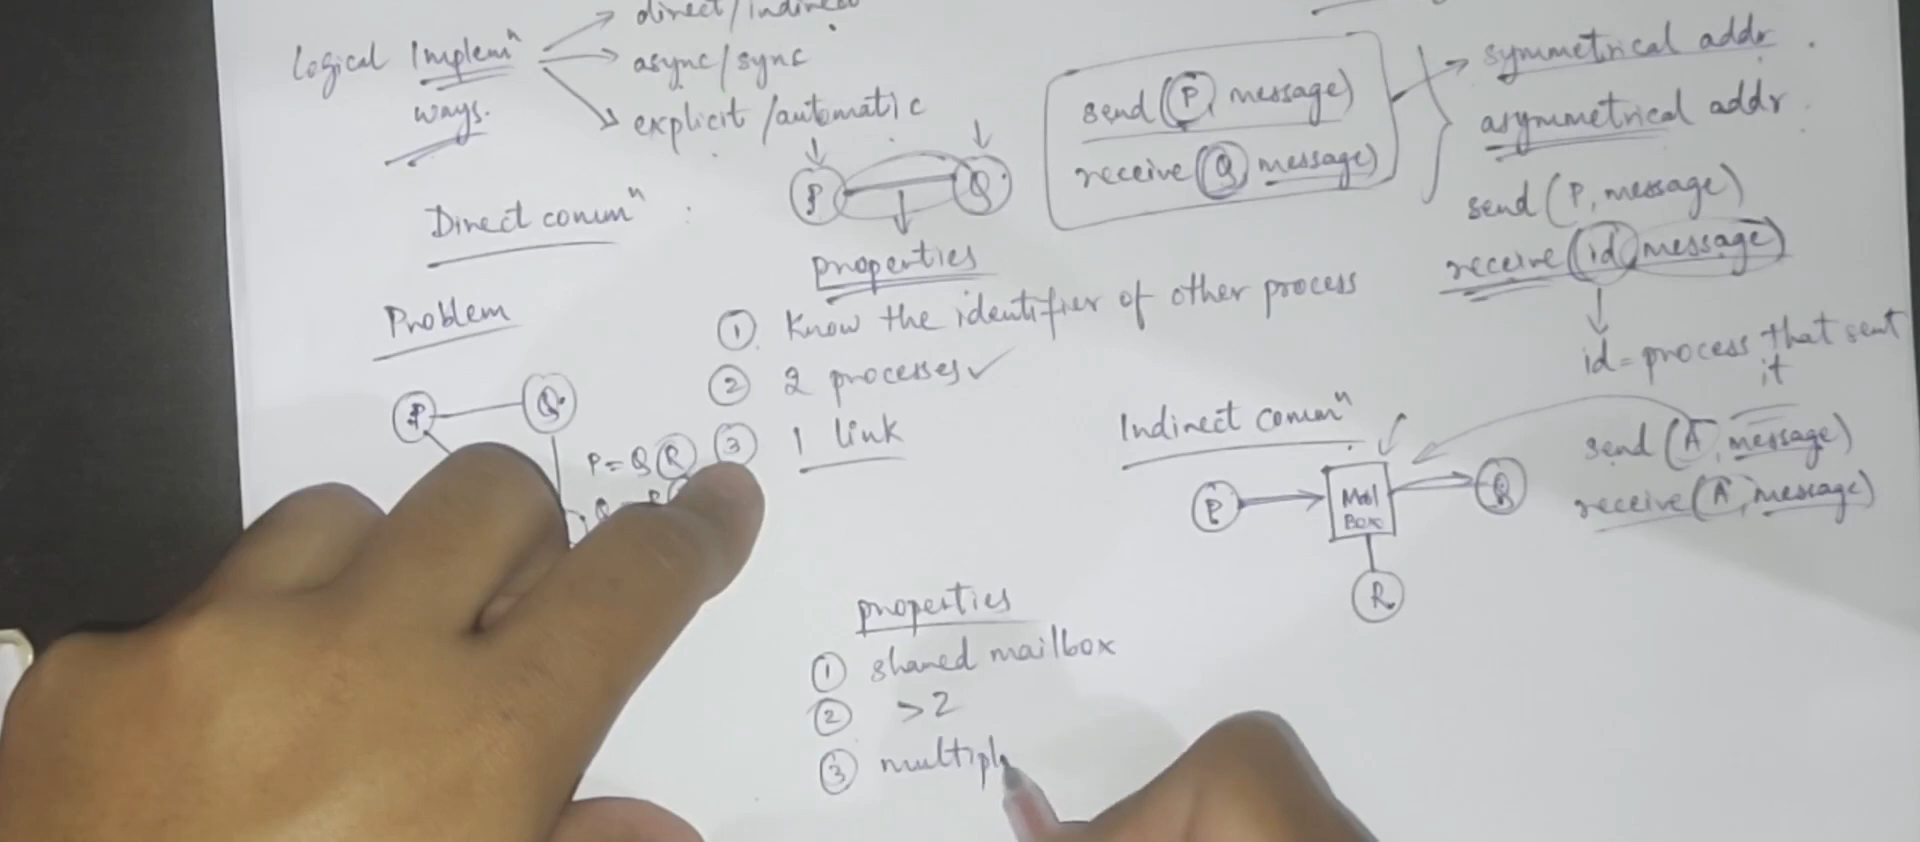 direct/indirect
Logical Implemⁿ
ways.
async/sync
explicit/automatic
send (P, message)
receive (Q message)
symmetrical addr.
asymmetrical addr.
send (P, message)
receive (id, message)
id = process that sent
it
Direct commⁿ :
P Q
properties
① Know the identifier of other process
② 2 processes ✓
③ 1 link
Problem
P Q
P = Q R
Indirect commⁿ
P Mail Box Q
R
send (A, message)
receive (A, message)
properties
① shared mailbox
② >2
③ multipl